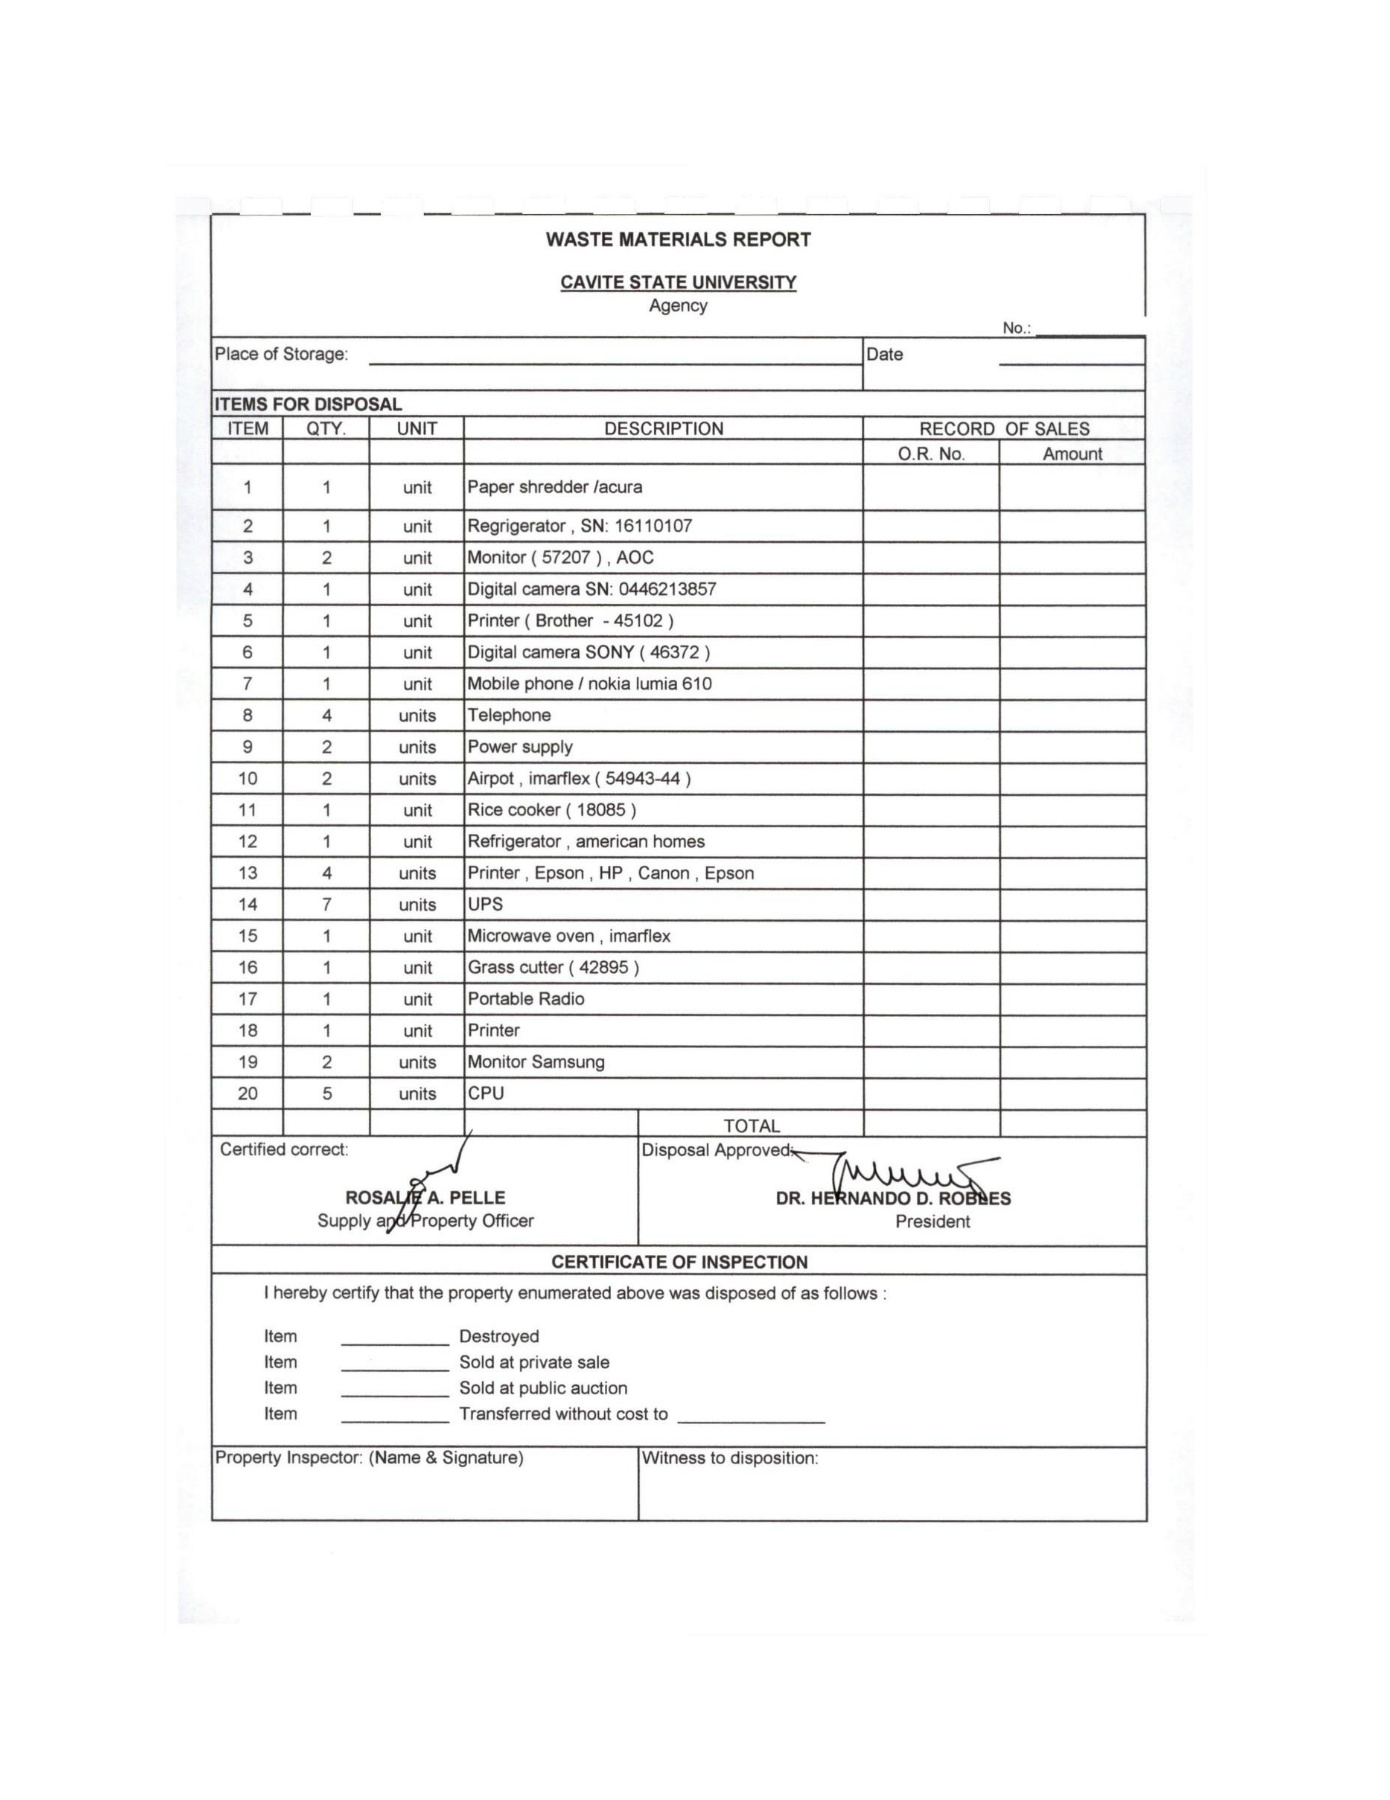 WASTE MATERIALS REPORT
CAVITE STATE UNIVERSITY
Agency
No.:
Place of Storage: Date
ITEMS FOR DISPOSAL
ITEM QTY. UNIT DESCRIPTION RECORD OF SALES
O.R. No. Amount
1 1 unit Paper shredder /acura
2 1 unit Regrigerator , SN: 16110107
3 2 unit Monitor ( 57207 ) , AOC
4 1 unit Digital camera SN: 0446213857
5 1 unit Printer ( Brother - 45102 )
6 1 unit Digital camera SONY ( 46372 )
7 1 unit Mobile phone / nokia lumia 610
8 4 units Telephone
9 2 units Power supply
10 2 units Airpot , imarflex ( 54943-44 )
11 1 unit Rice cooker ( 18085 )
12 1 unit Refrigerator , american homes
13 4 units Printer , Epson , HP , Canon , Epson
14 7 units UPS
15 1 unit Microwave oven , imarflex
16 1 unit Grass cutter ( 42895 )
17 1 unit Portable Radio
18 1 unit Printer
19 2 units Monitor Samsung
20 5 units CPU
TOTAL
Certified correct: Disposal Approved:
ROSALIE A. PELLE DR. HERNANDO D. ROBLES
Supply and Property Officer President
CERTIFICATE OF INSPECTION
I hereby certify that the property enumerated above was disposed of as follows :
Item Destroyed
Item Sold at private sale
Item Sold at public auction
Item Transferred without cost to
Property Inspector: (Name & Signature) Witness to disposition: